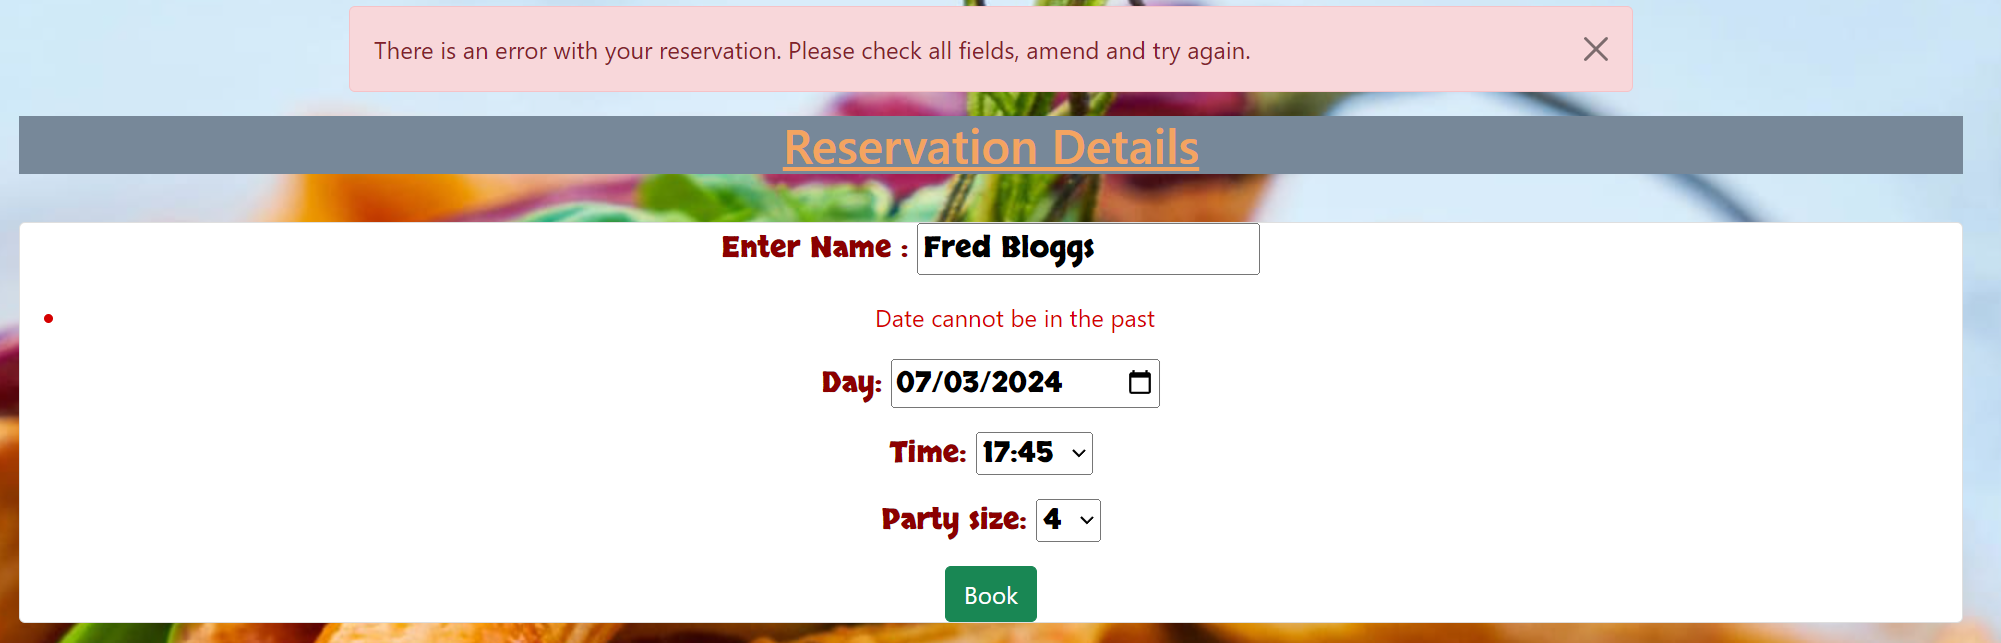 There is an error with your reservation. Please check all fields, amend and try again.
Reservation Details
Enter Name : Fred Bloggs
• Date cannot be in the past
Day: 07/03/2024
Time: 17:45
Party size: 4
Book